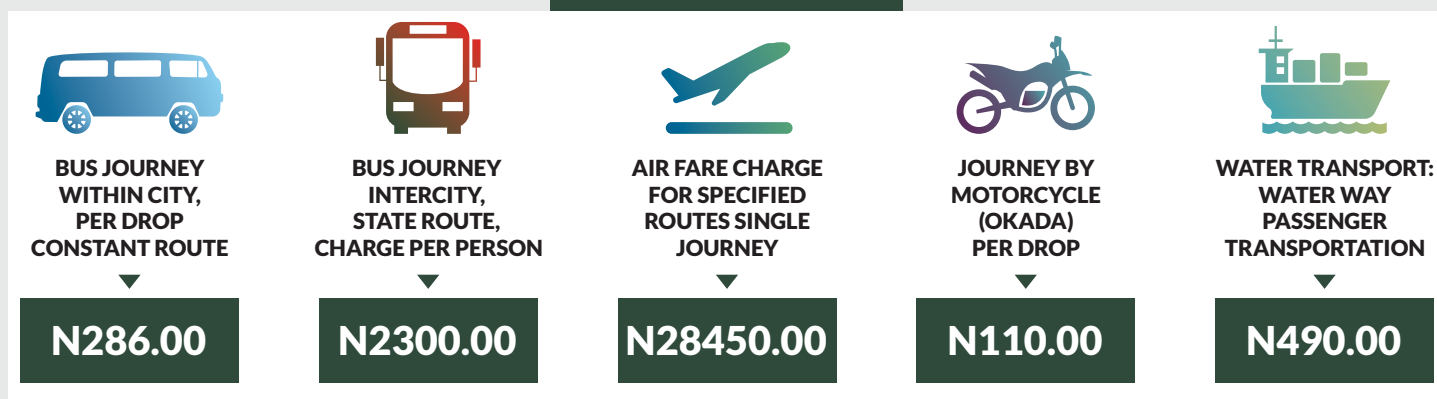 BUS JOURNEY
WITHIN CITY,
PER DROP
CONSTANT ROUTE
N286.00
BUS JOURNEY
INTERCITY,
STATE ROUTE,
CHARGE PER PERSON
N2300.00
AIR FARE CHARGE
FOR SPECIFIED
ROUTES SINGLE
JOURNEY
N28450.00
JOURNEY BY
MOTORCYCLE
(OKADA)
PER DROP
N110.00
WATER TRANSPORT:
WATER WAY
PASSENGER
TRANSPORTATION
N490.00